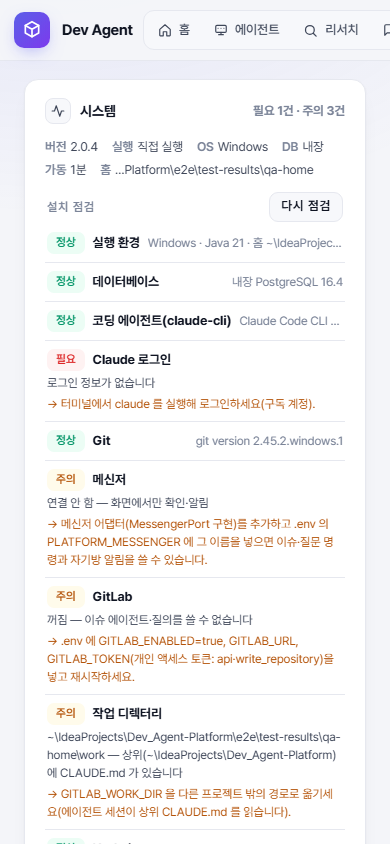 Dev Agent 홈 에이전트 리서치
시스템 필요 1건 · 주의 3건
버전 2.0.4 실행 직접 실행 OS Windows DB 내장
가동 1분 홈 ...Platform\e2e\test-results\qa-home
설치 점검 다시 점검
정상 실행 환경 Windows · Java 21 · 홈 ~\IdeaProjec...
정상 데이터베이스 내장 PostgreSQL 16.4
정상 코딩 에이전트(claude-cli) Claude Code CLI ...
필요 Claude 로그인
로그인 정보가 없습니다
→ 터미널에서 claude 를 실행해 로그인하세요(구독 계정).
정상 Git git version 2.45.2.windows.1
주의 메신저
연결 안 함 — 화면에서만 확인·알림
→ 메신저 어댑터(MessengerPort 구현)를 추가하고 .env 의
PLATFORM_MESSENGER 에 그 이름을 넣으면 이슈·질문 명
령과 자기방 알림을 쓸 수 있습니다.
주의 GitLab
꺼짐 — 이슈 에이전트·질의를 쓸 수 없습니다
→ .env 에 GITLAB_ENABLED=true, GITLAB_URL,
GITLAB_TOKEN(개인 액세스 토큰: api·write_repository)을
넣고 재시작하세요.
주의 작업 디렉터리
~\IdeaProjects\Dev_Agent-Platform\e2e\test-results\qa-
home\work — 상위(~\IdeaProjects\Dev_Agent-Platform)
에 CLAUDE.md 가 있습니다
→ GITLAB_WORK_DIR 을 다른 프로젝트 밖의 경로로 옮기세
요(에이전트 세션이 상위 CLAUDE.md 를 읽습니다).